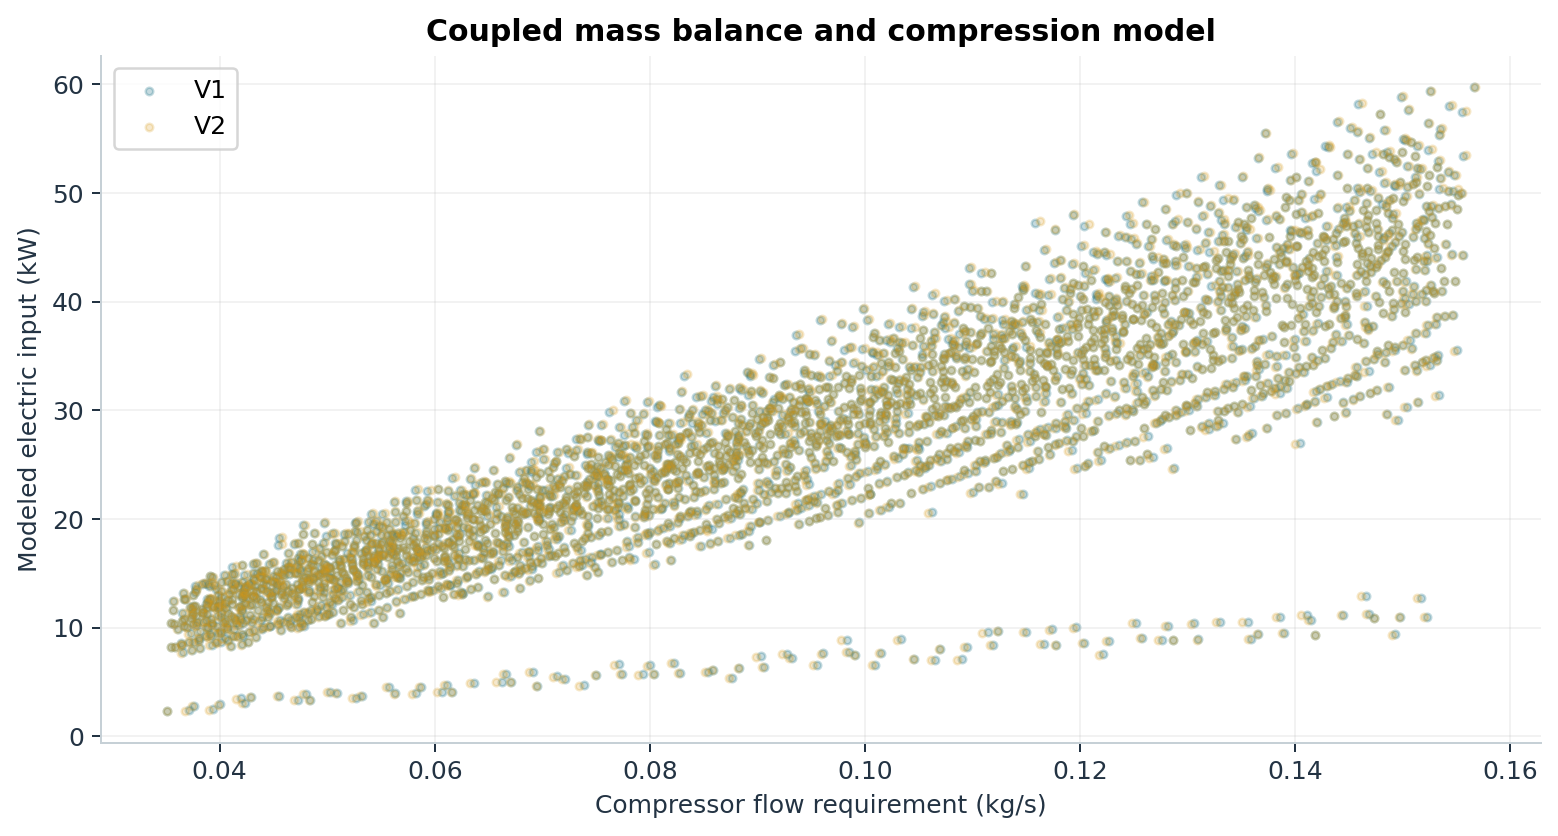 Coupled mass balance and compression model
V1
V2
60
50
40
30
20
10
0
Modeled electric input (kW)
0.04 0.06 0.08 0.10 0.12 0.14 0.16
Compressor flow requirement (kg/s)